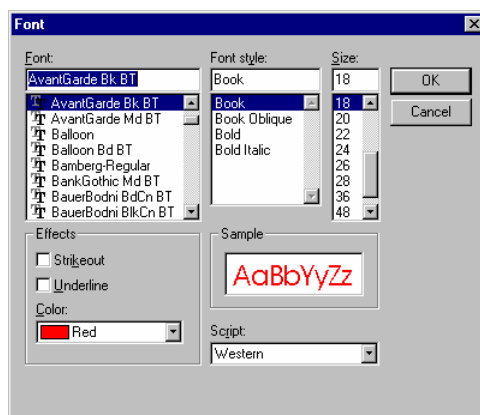 Font
Font:
AvantGarde Bk BT
AvantGarde Bk BT
AvantGarde Md BT
Balloon
Balloon Bd BT
Bamberg-Regular
BankGothic Md BT
BauerBodni BdCn BT
BauerBodni BlkCn BT
Font style:
Book
Book
Book Oblique
Bold
Bold Italic
Size:
18
18
20
22
24
26
28
36
48
OK
Cancel
Effects
Strikeout
Underline
Color:
Red
Sample
AaBbYyZz
Script:
Western